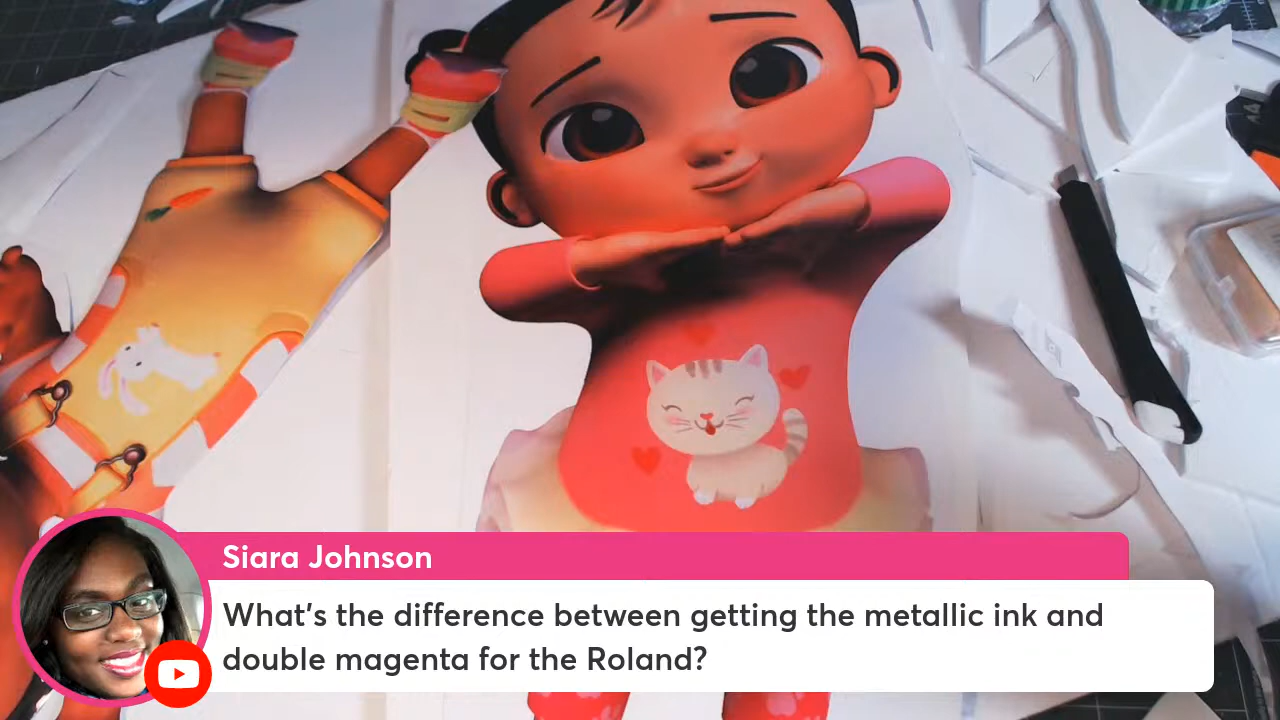 Siara Johnson
What's the difference between getting the metallic ink and
double magenta for the Roland?